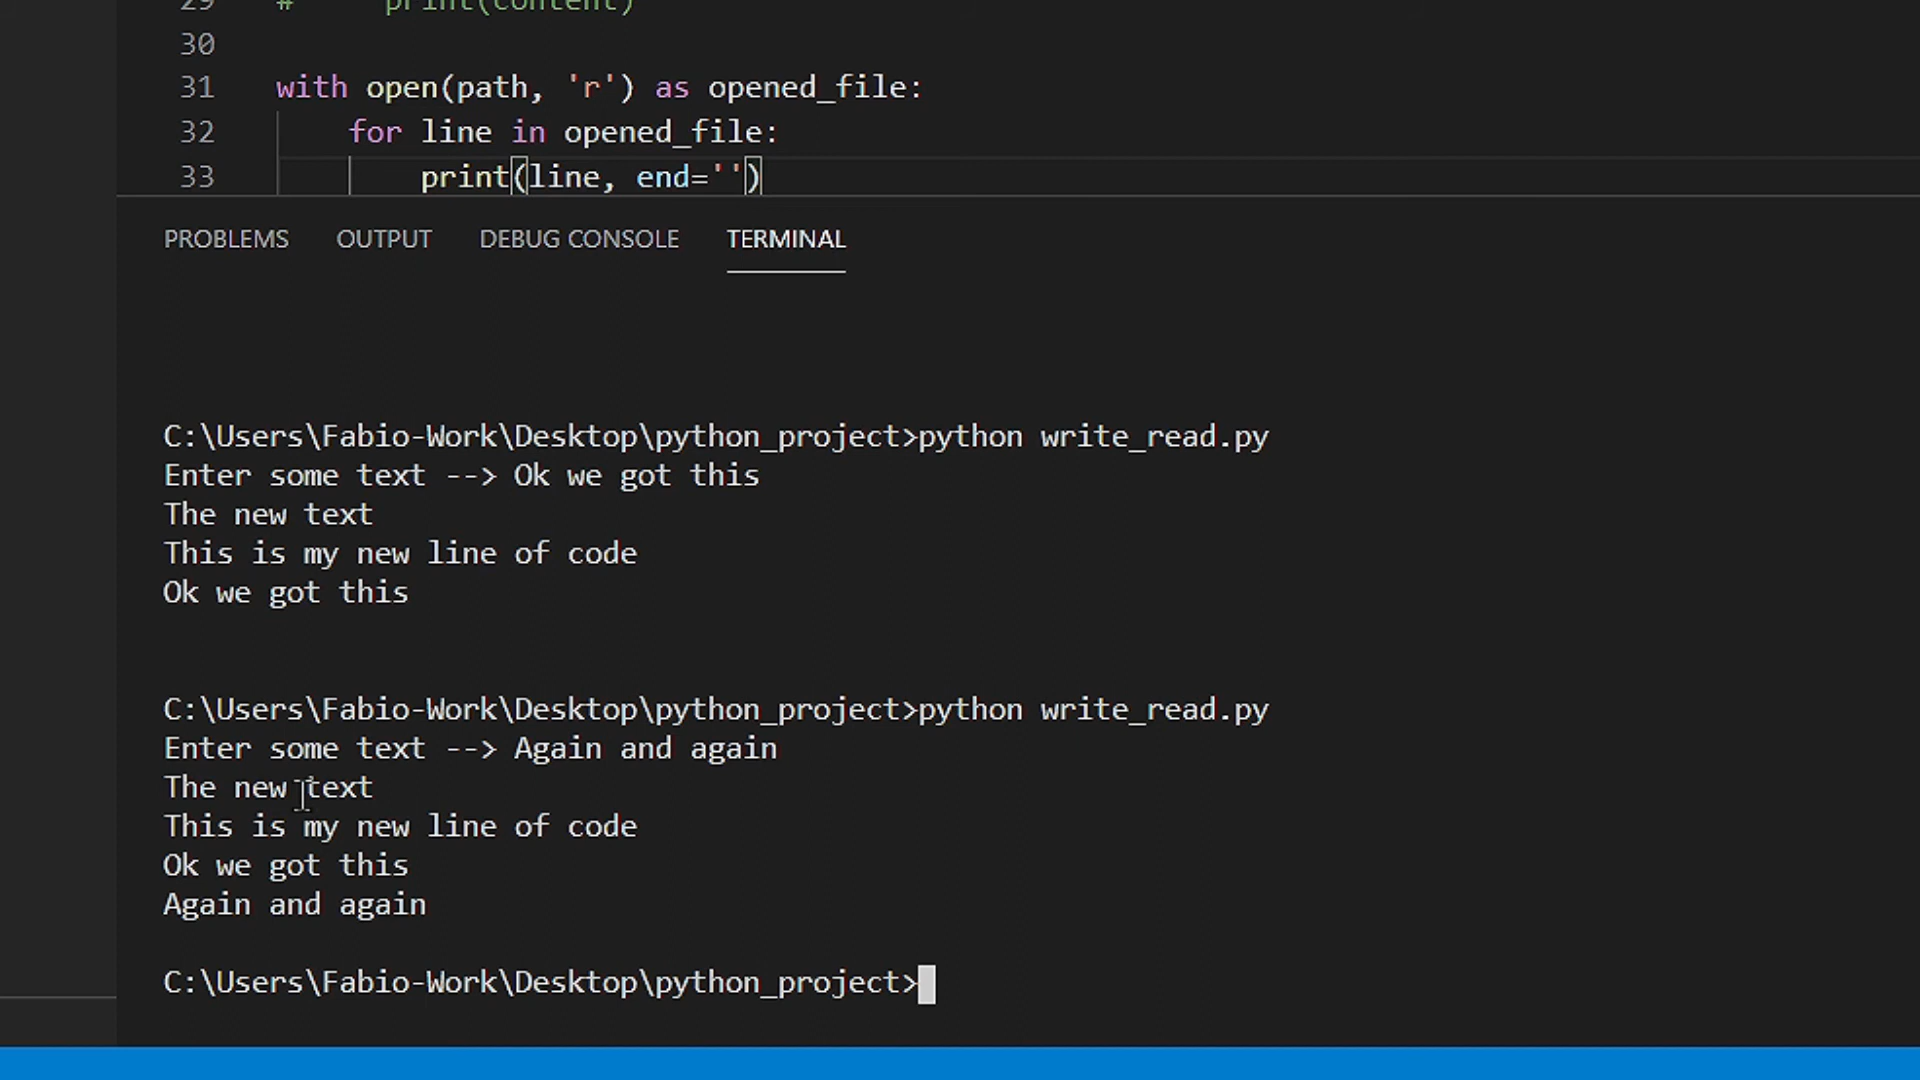 29 # print(content)
30
31 with open(path, 'r') as opened_file:
32 for line in opened_file:
33 print(line, end='')
PROBLEMS OUTPUT DEBUG CONSOLE TERMINAL
C:\Users\Fabio-Work\Desktop\python_project>python write_read.py
Enter some text --> Ok we got this
The new text
This is my new line of code
Ok we got this
C:\Users\Fabio-Work\Desktop\python_project>python write_read.py
Enter some text --> Again and again
The new text
This is my new line of code
Ok we got this
Again and again
C:\Users\Fabio-Work\Desktop\python_project>